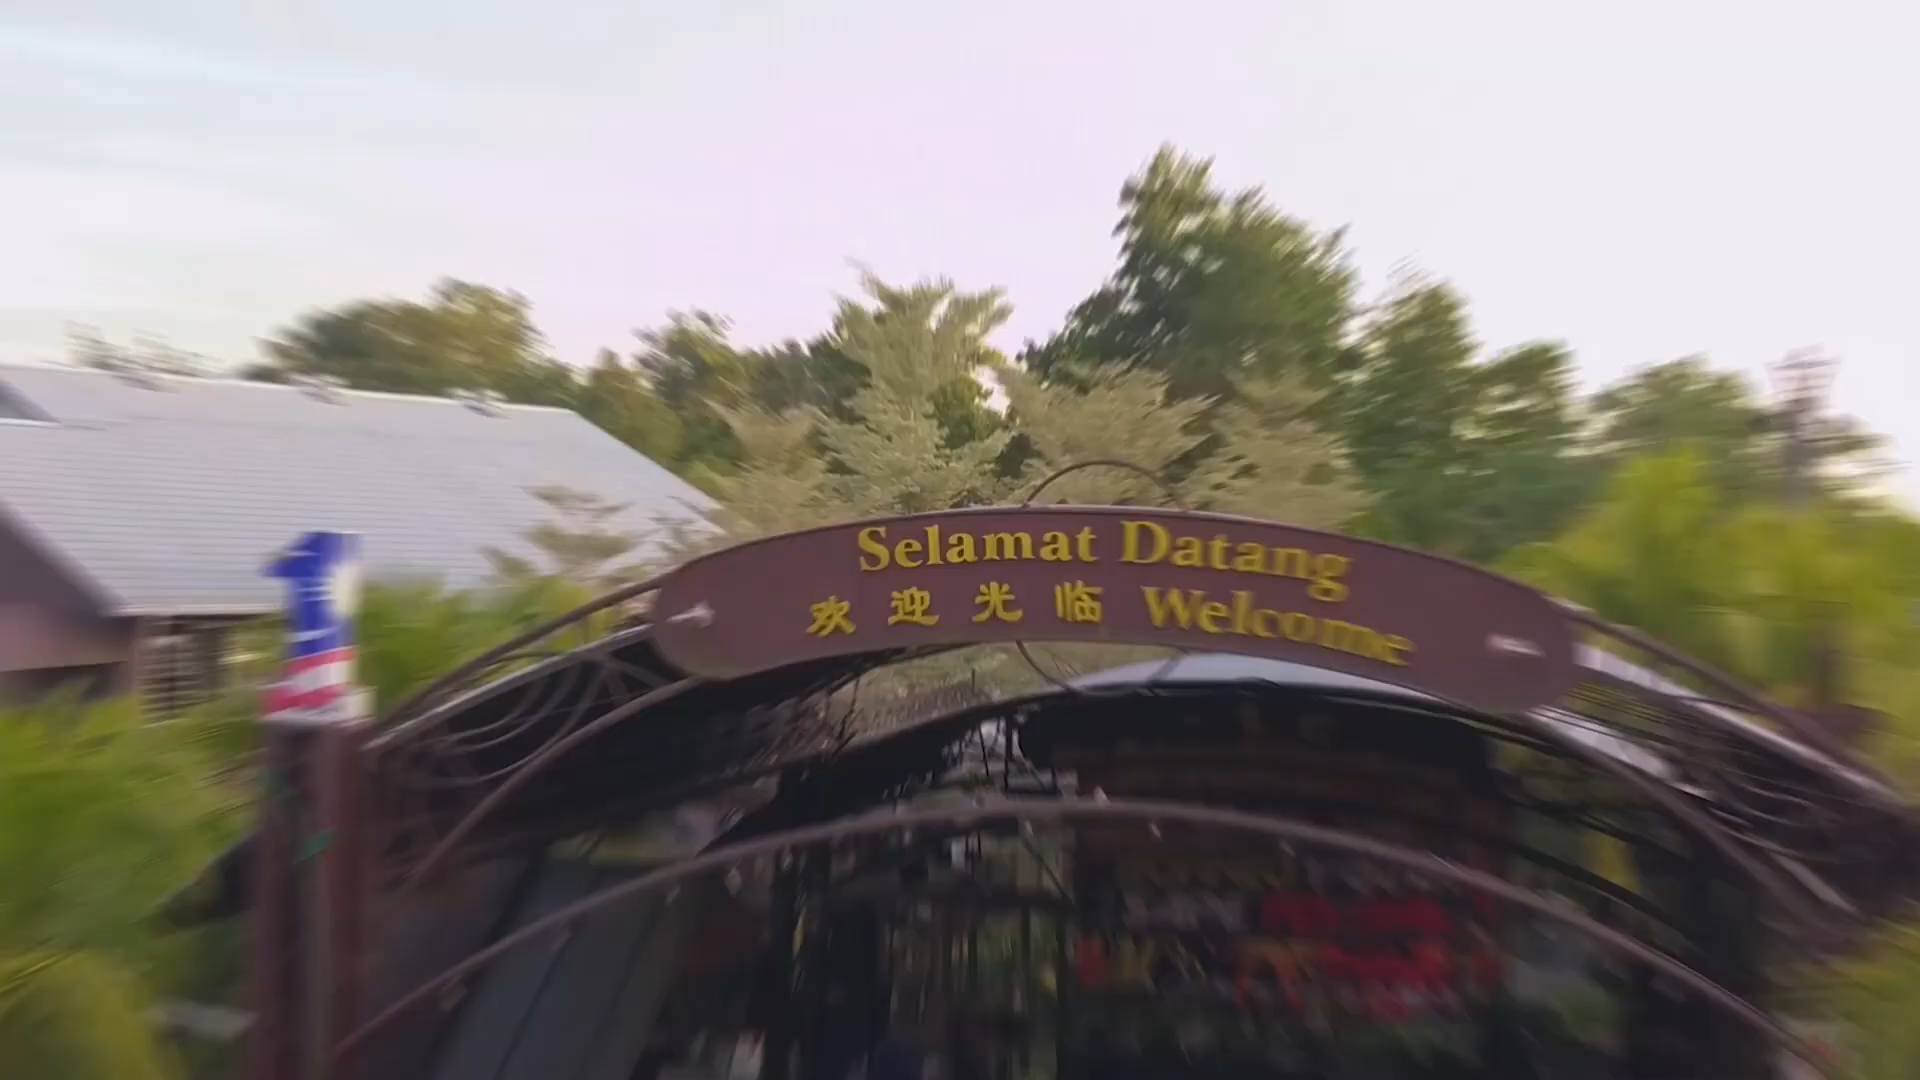 Selamat Datang
欢迎光临 Welcome